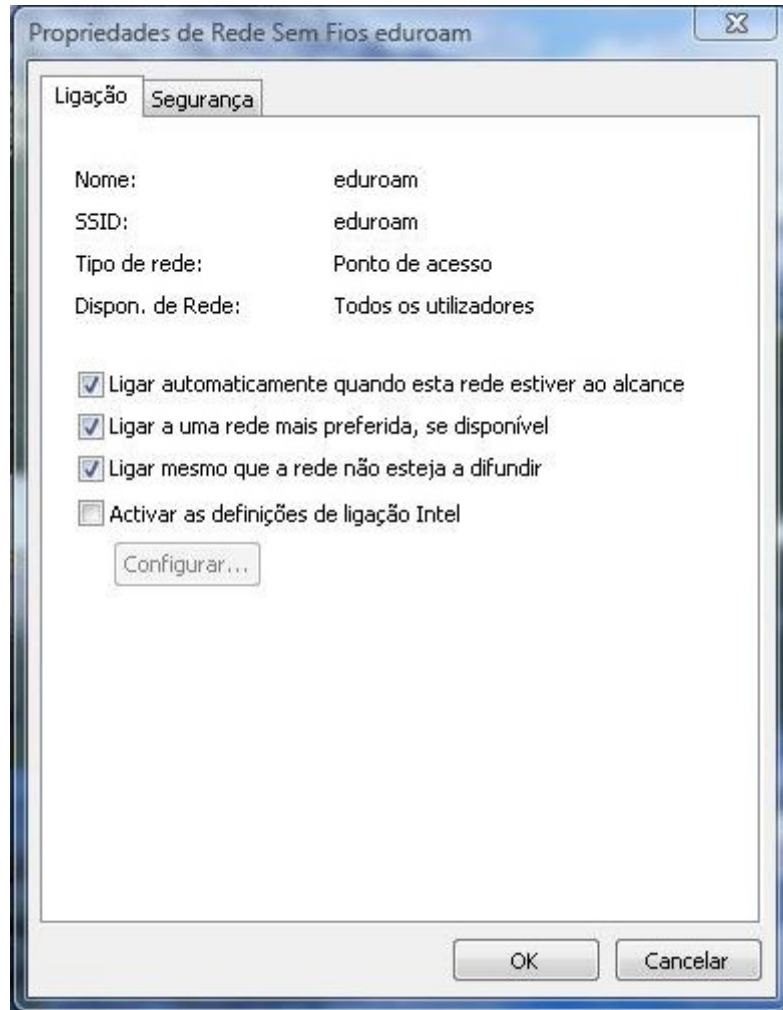 Propriedades de Rede Sem Fios eduroam
Ligação Segurança
Nome: eduroam
SSID: eduroam
Tipo de rede: Ponto de acesso
Dispon. de Rede: Todos os utilizadores
Ligar automaticamente quando esta rede estiver ao alcance
Ligar a uma rede mais preferida, se disponível
Ligar mesmo que a rede não esteja a difundir
Activar as definições de ligação Intel
Configurar...
OK Cancelar